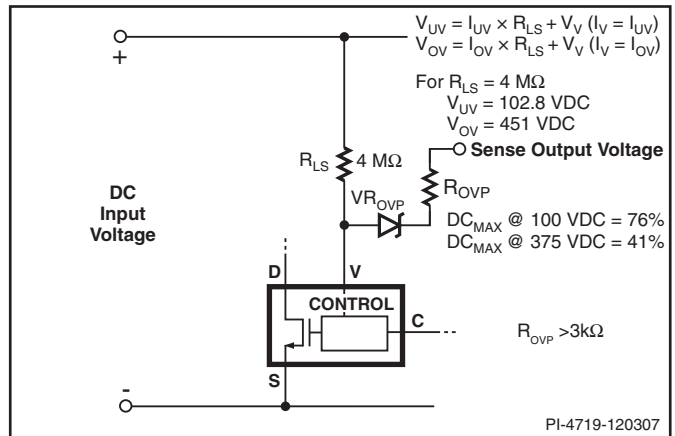 V_UV = I_UV × R_LS + V_V (I_V = I_UV)
V_OV = I_OV × R_LS + V_V (I_V = I_OV)
+
For R_LS = 4 MΩ
V_UV = 102.8 VDC
V_OV = 451 VDC
Sense Output Voltage
R_LS
4 MΩ
R_OVP
VR_OVP
DC
Input
Voltage
DC_MAX @ 100 VDC = 76%
DC_MAX @ 375 VDC = 41%
D
V
CONTROL
C
R_OVP >3kΩ
S
-
PI-4719-120307